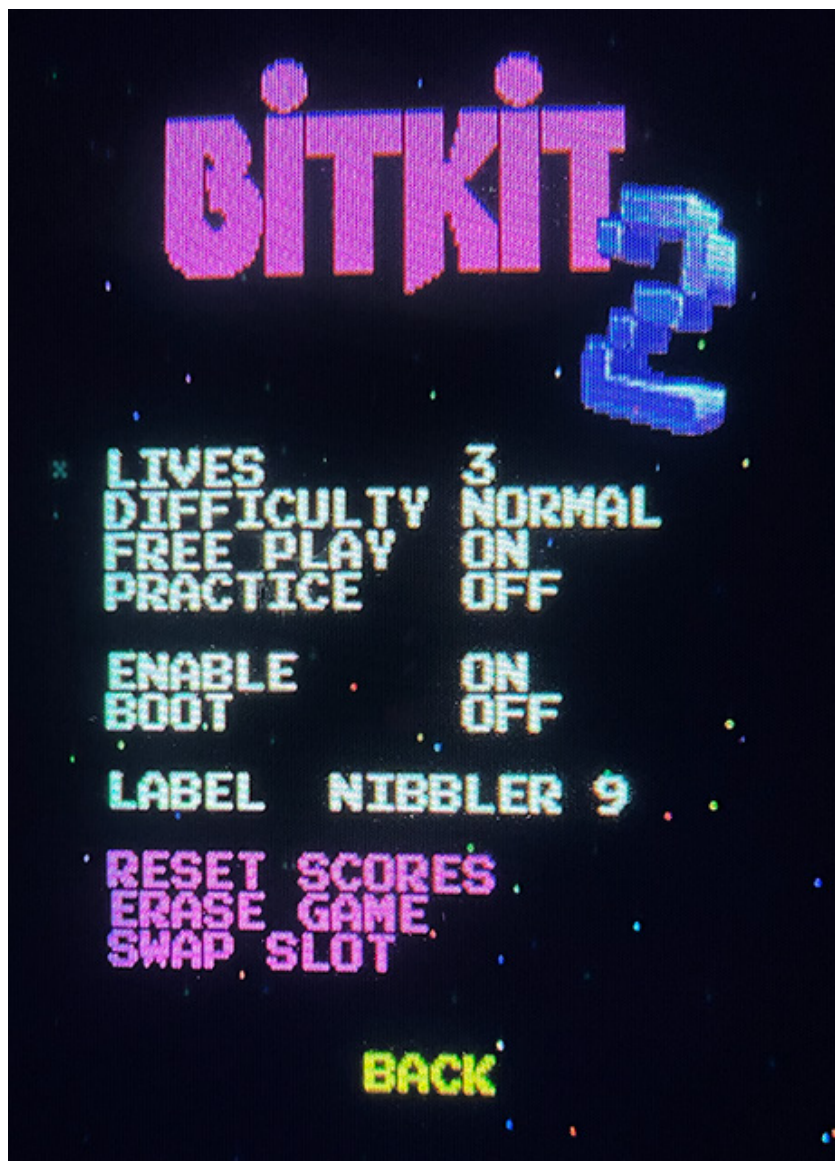 BiTKiT
2
x LIVES 3
DIFFICULTY NORMAL
FREE PLAY ON
PRACTICE OFF
ENABLE ON
BOOT OFF
LABEL NIBBLER 9
RESET SCORES
ERASE GAME
SWAP SLOT
BACK